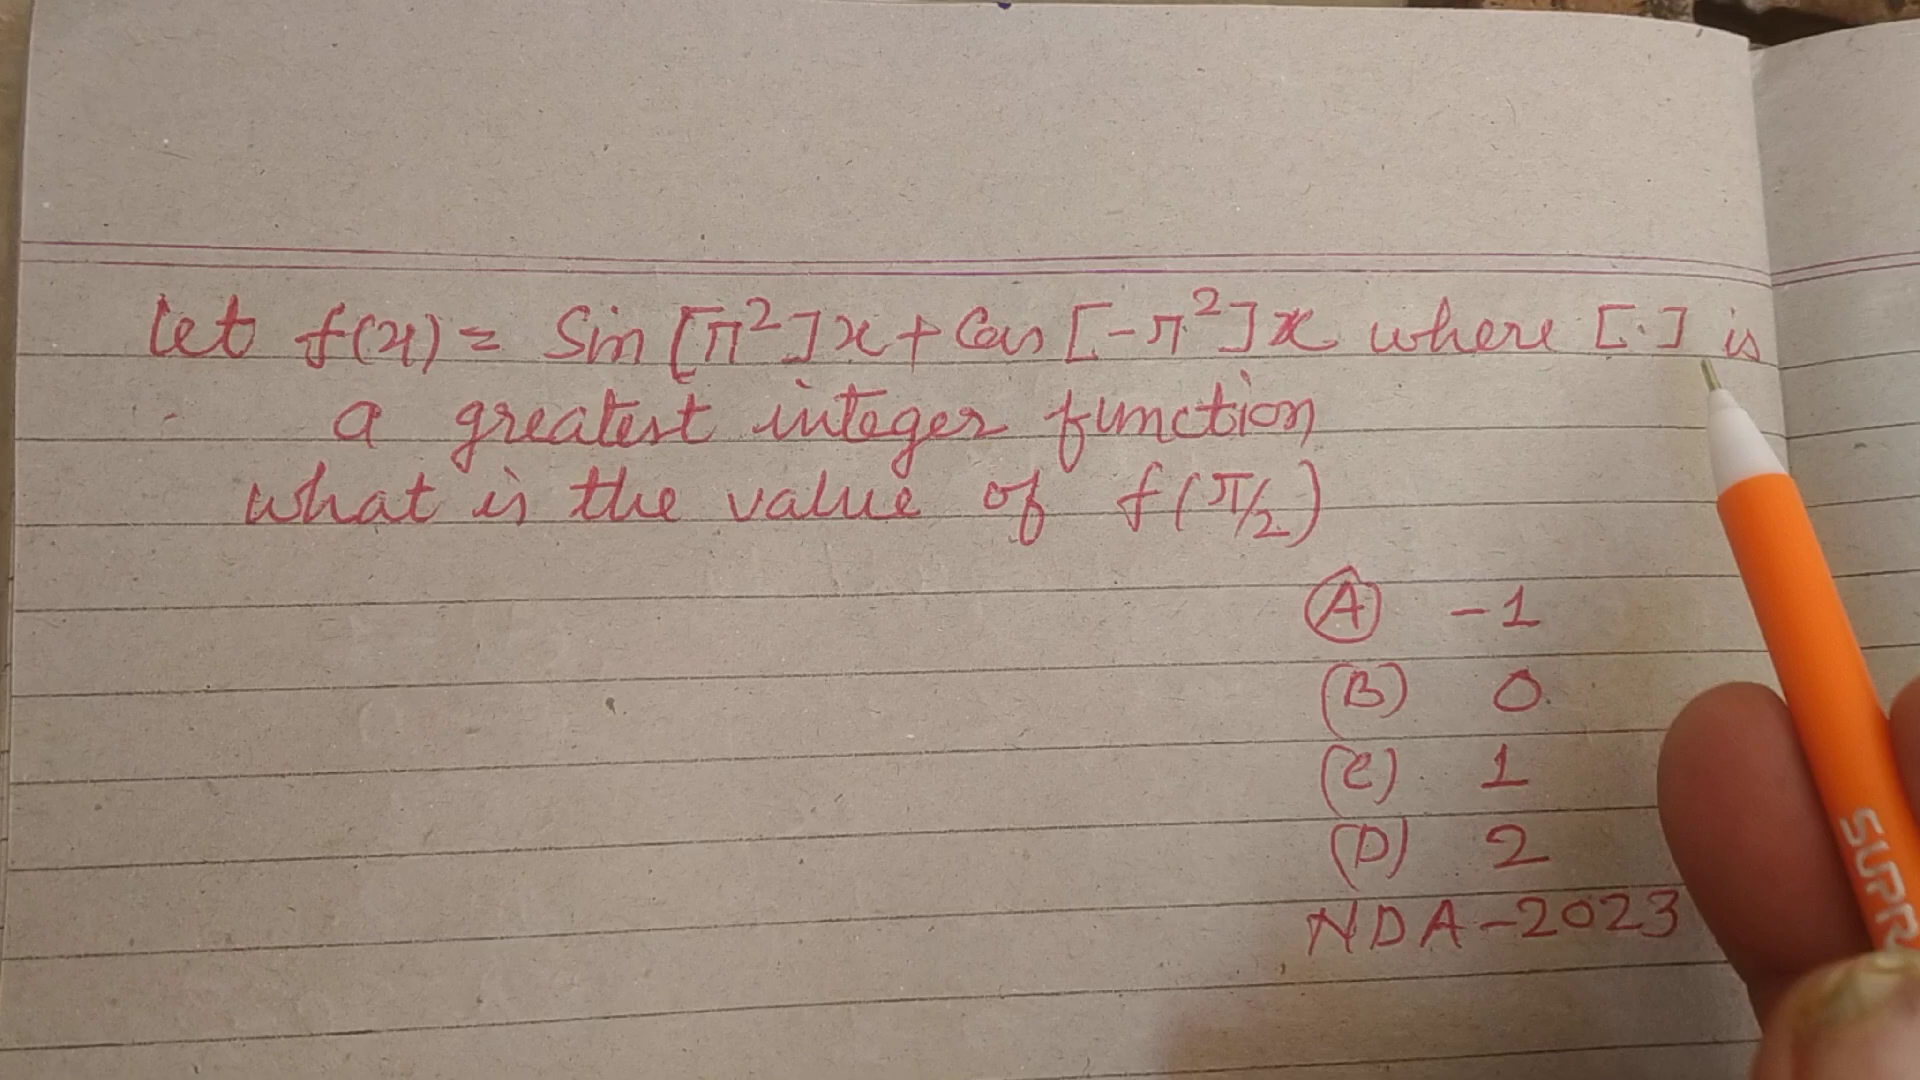 let f(x) = Sin [π²]x + Cos [-π²]x where [.] is
a greatest integer function
what is the value of f(π/2)
(A) -1
(B) 0
(C) 1
(D) 2
NDA-2023
SUPR